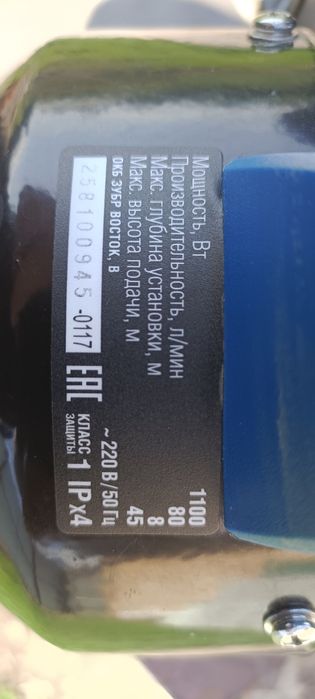 Мощность, Вт 1100
Производительность, л/мин 80
Макс. глубина установки, м 8
Макс. высота подачи, м 45
ОКБ ЗУБР ВОСТОК, в ~ 220 В/50 Гц
258100945-0117 EAC КЛАСС ЗАЩИТЫ 1 IPx4